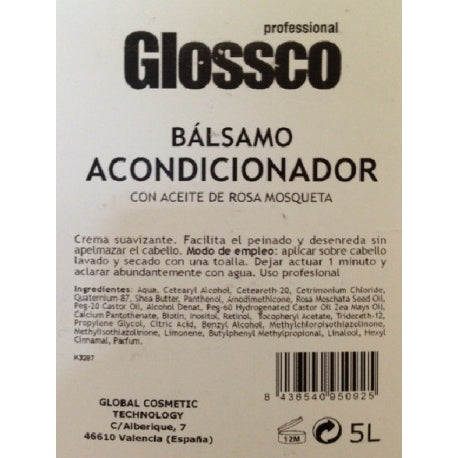 professional
Glossco
BÁLSAMO
ACONDICIONADOR
CON ACEITE DE ROSA MOSQUETA
Crema suavizante. Facilita el peinado y desenreda sin
apelmazar el cabello. Modo de empleo: aplicar sobre cabello
lavado y secado con una toalla. Dejar actuar 1 minuto y
aclarar abundantemente con agua. Uso profesional
Ingredientes: Aqua, Cetearyl Alcohol, Ceteareth-20, Cetrimonium Chloride,
Quaternium-87, Shea Butter, Panthenol, Amodimethicone, Rosa Moschata Seed Oil,
Peg-20 Castor Oil, Alcohol Denat, Peg-60 Hydrogenated Castor Oil Zea Mays Oil,
Calcium Pantothenate, Biotin, Inositol, Retinol, Tocopheryl Acetate, Trideceth-12,
Propylene Glycol, Citric Acid, Benzyl Alcohol, Methylchloroisothiazolinone,
Methylisothiazolinone, Limonene, Butylphenyl Methylpropional, Linalool, Hexyl
Cinnamal, Parfum.
K3287
GLOBAL COSMETIC
TECHNOLOGY
C/Alberique, 7
46610 Valencia (España)
8 436540 950925
12M
5L